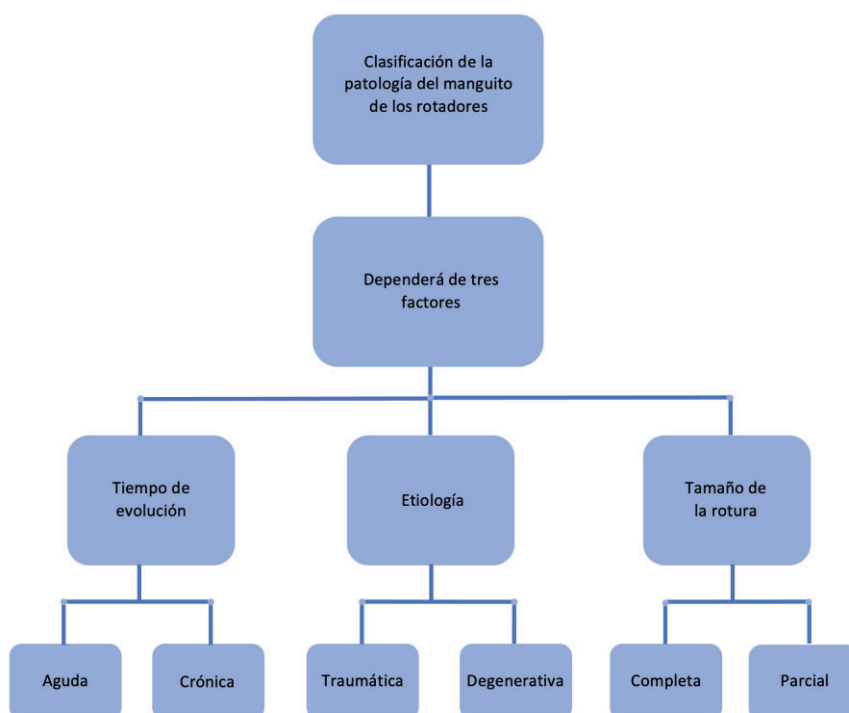 Clasificación de la
patología del manguito
de los rotadores
Dependerá de tres
factores
Tiempo de
evolución
Etiología
Tamaño de
la rotura
Aguda
Crónica
Traumática
Degenerativa
Completa
Parcial